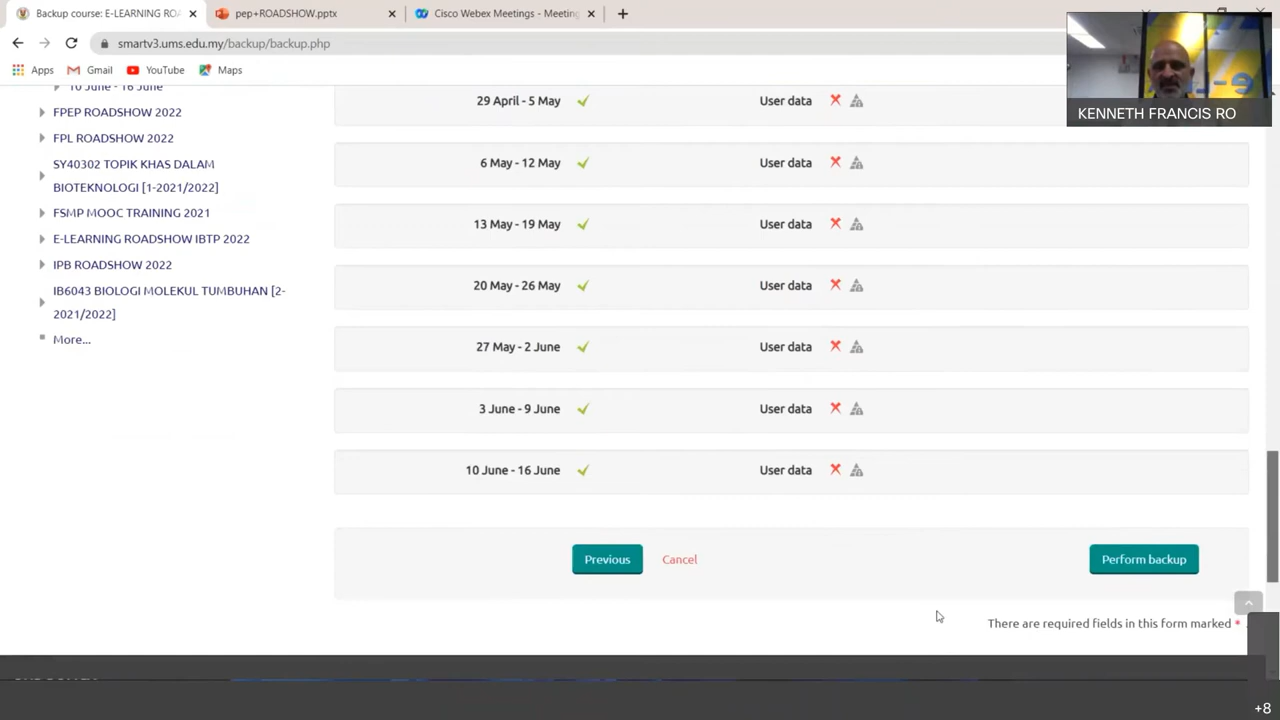 Backup course: E-LEARNING RO
pep+ROADSHOW.pptx
Cisco Webex Meetings - Meeting
smartv3.ums.edu.my/backup/backup.php
Apps
Gmail
YouTube
Maps
KENNETH FRANCIS RO
10 June - 16 June
FPEP ROADSHOW 2022
FPL ROADSHOW 2022
SY40302 TOPIK KHAS DALAM
BIOTEKNOLOGI [1-2021/2022]
FSMP MOOC TRAINING 2021
E-LEARNING ROADSHOW IBTP 2022
IPB ROADSHOW 2022
IB6043 BIOLOGI MOLEKUL TUMBUHAN [2-
2021/2022]
More...
29 April - 5 May User data
6 May - 12 May User data
13 May - 19 May User data
20 May - 26 May User data
27 May - 2 June User data
3 June - 9 June User data
10 June - 16 June User data
Previous Cancel Perform backup
There are required fields in this form marked *
+8